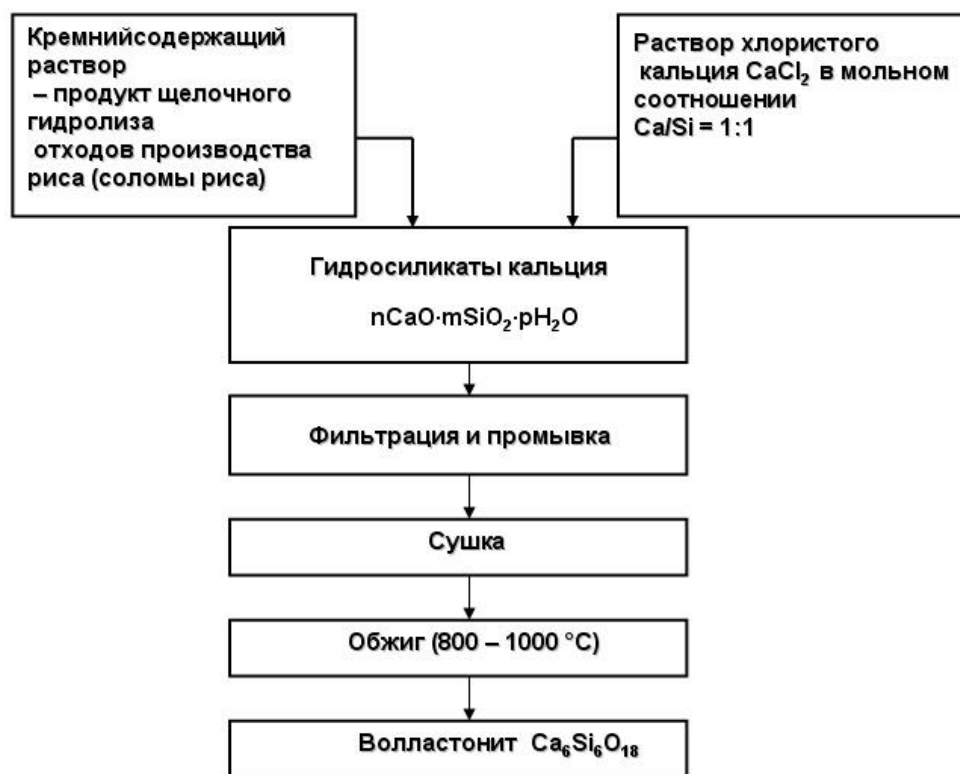 Кремнийсодержащий
раствор
– продукт щелочного
гидролиза
отходов производства
риса (соломы риса)
Раствор хлористого
кальция CaCl₂ в мольном
соотношении
Ca/Si = 1:1
Гидросиликаты кальция
nCaO·mSiO₂·pH₂O
Фильтрация и промывка
Сушка
Обжиг (800 – 1000 °C)
Волластонит Ca₆Si₆O₁₈